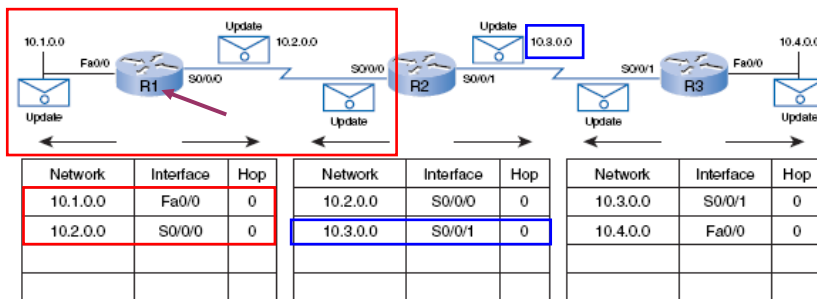 Update
10.2.0.0
Update
10.3.0.0
10.1.0.0
10.4.0.0
Fa0/0
R1
S0/0/0
S0/0/0
R2
S0/0/1
S0/0/1
R3
Fa0/0
Update
Update
Update
Update
Network Interface Hop
10.1.0.0 Fa0/0 0
10.2.0.0 S0/0/0 0
Network Interface Hop
10.2.0.0 S0/0/0 0
10.3.0.0 S0/0/1 0
Network Interface Hop
10.3.0.0 S0/0/1 0
10.4.0.0 Fa0/0 0